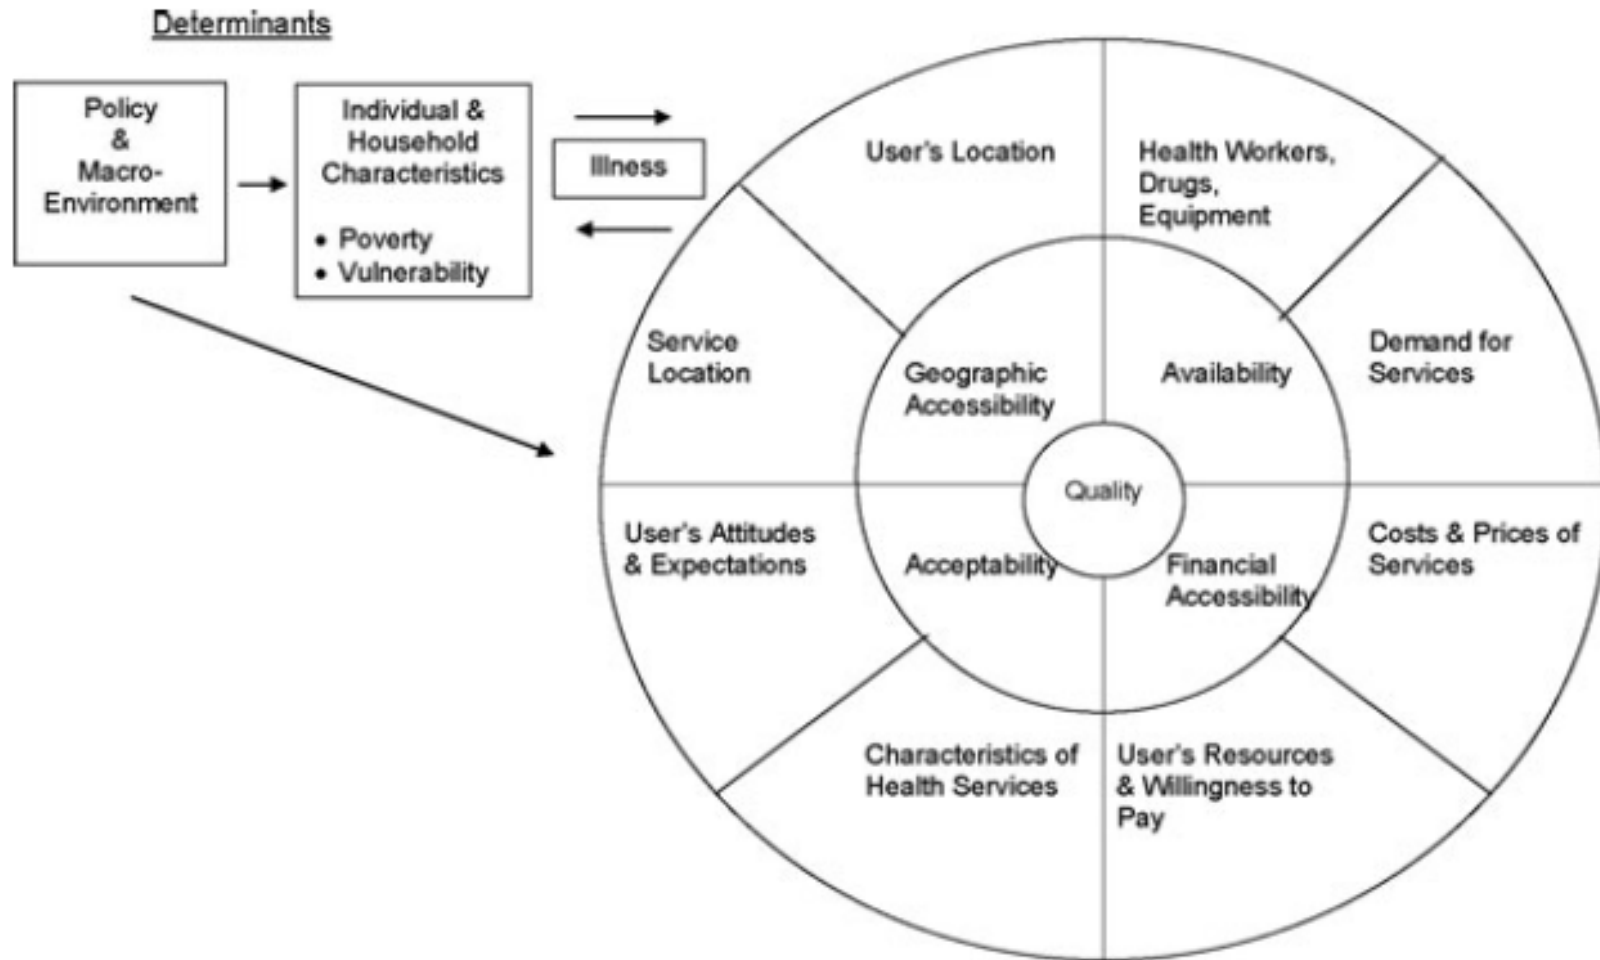 Determinants
Policy
&
Macro-
Environment
Individual &
Household
Characteristics
• Poverty
• Vulnerability
Illness
User's Location
Health Workers,
Drugs,
Equipment
Service
Location
Geographic
Accessibility
Availability
Demand for
Services
Quality
User's Attitudes
& Expectations
Acceptability
Financial
Accessibility
Costs & Prices of
Services
Characteristics of
Health Services
User's Resources
& Willingness to
Pay